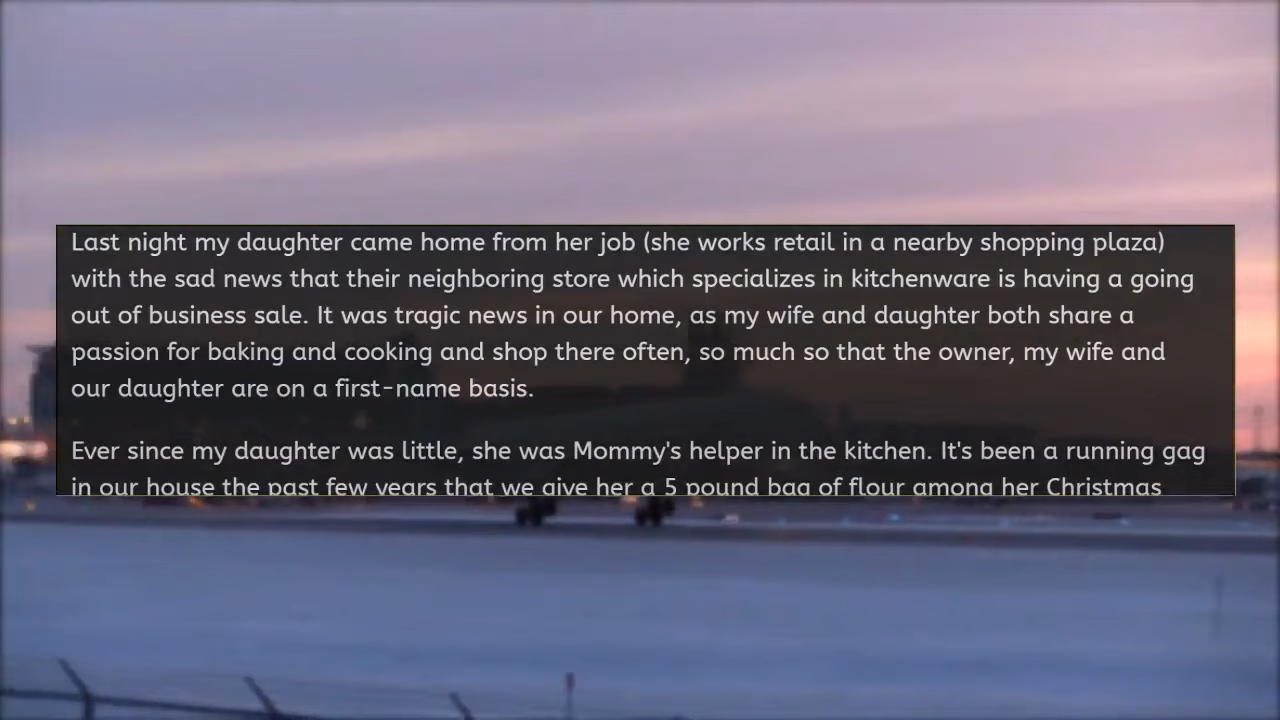 Last night my daughter came home from her job (she works retail in a nearby shopping plaza)
with the sad news that their neighboring store which specializes in kitchenware is having a going
out of business sale. It was tragic news in our home, as my wife and daughter both share a
passion for baking and cooking and shop there often, so much so that the owner, my wife and
our daughter are on a first-name basis.
Ever since my daughter was little, she was Mommy's helper in the kitchen. It's been a running gag
in our house the past few years that we give her a 5 pound bag of flour among her Christmas